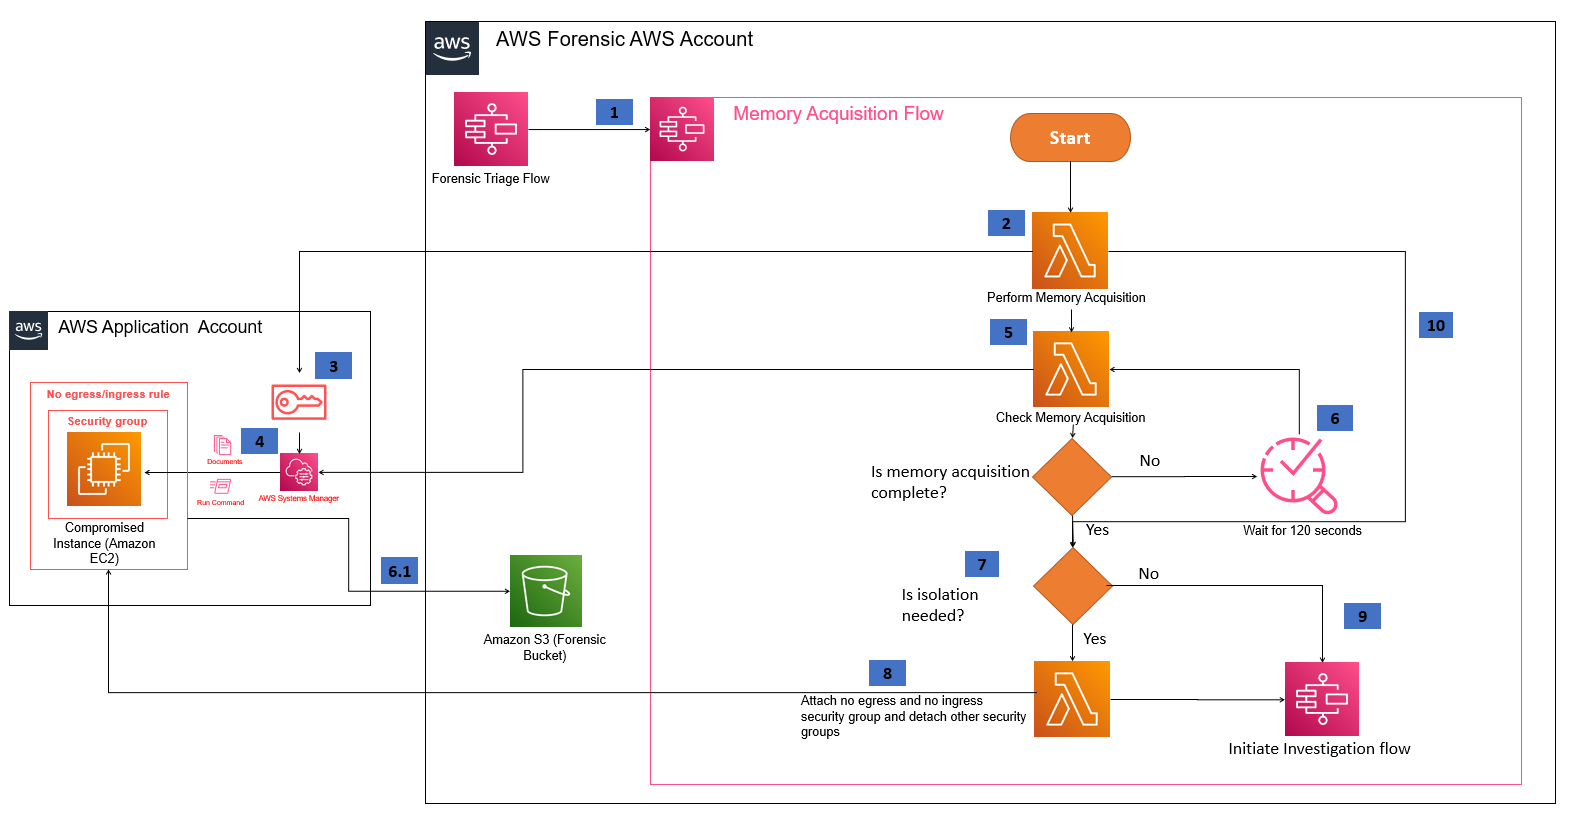 aws
AWS Forensic AWS Account
1
Memory Acquisition Flow
Start
Forensic Triage Flow
2
Perform Memory Acquisition
10
aws
AWS Application  Account
5
3
Check Memory Acquisition
No egress/ingress rule
Security group
4
Documents
Run Command
AWS Systems Manager
6
Is memory acquisition
complete?
No
Wait for 120 seconds
Yes
Compromised
Instance (Amazon
EC2)
6.1
Amazon S3 (Forensic
Bucket)
7
Is isolation
needed?
No
9
Yes
8
Attach no egress and no ingress
security group and detach other security
groups
Initiate Investigation flow